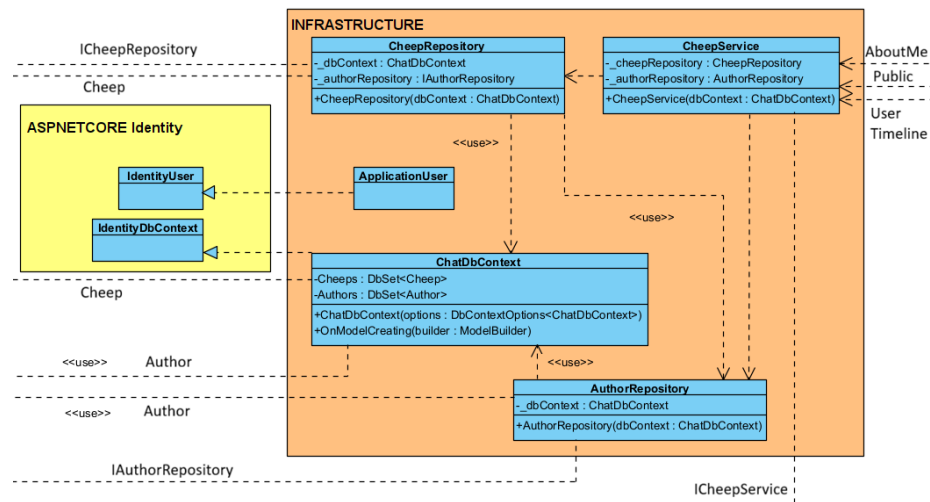 INFRASTRUCTURE
ICheepRepository
CheepRepository
-_dbContext : ChatDbContext
-_authorRepository : IAuthorRepository
+CheepRepository(dbContext : ChatDbContext)
CheepService
-_cheepRepository : CheepRepository
-_authorRepository : AuthorRepository
+CheepService(dbContext : ChatDbContext)
AboutMe
Public
User
Timeline
Cheep
ASPNETCORE Identity
<<use>>
IdentityUser
ApplicationUser
IdentityDbContext
<<use>>
ChatDbContext
-Cheeps : DbSet<Cheep>
-Authors : DbSet<Author>
+ChatDbContext(options : DbContextOptions<ChatDbContext>)
+OnModelCreating(builder : ModelBuilder)
Cheep
<<use>> Author
<<use>>
AuthorRepository
-_dbContext : ChatDbContext
+AuthorRepository(dbContext : ChatDbContext)
<<use>> Author
IAuthorRepository
ICheepService